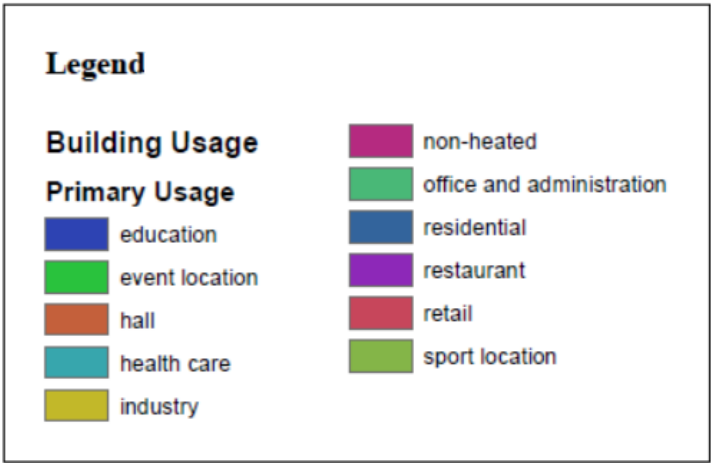 Legend
Building Usage
Primary Usage
education
event location
hall
health care
industry
non-heated
office and administration
residential
restaurant
retail
sport location